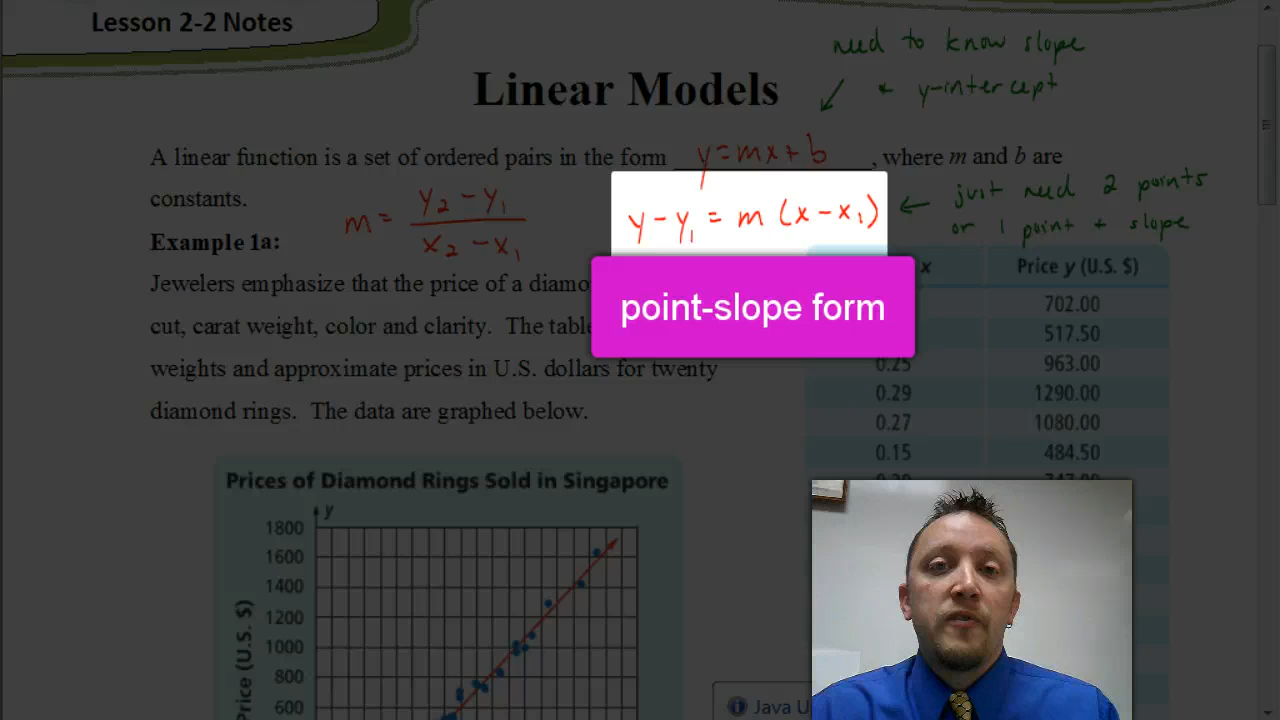 Lesson 2-2 Notes
need to know slope
+ y-intercept
Linear Models
A linear function is a set of ordered pairs in the form y=mx+b, where m and b are
constants.
m = y₂ - y₁ / x₂ - x₁
y - y₁ = m (x - x₁)
← just need 2 points
or 1 point + slope
Example 1a:
point-slope form
Jewelers emphasize that the price of a
cut, carat weight, color and clarity. The
weights and approximate prices in U.S. dollars for twenty
diamond rings. The data are graphed below.
x Price y (U.S. $)
702.00
517.50
0.25 963.00
0.29 1290.00
0.27 1080.00
0.15 484.50
Prices of Diamond Rings Sold in Singapore
y
1800
1600
1400
1200
1000
800
600
Price (U.S. $)
Java